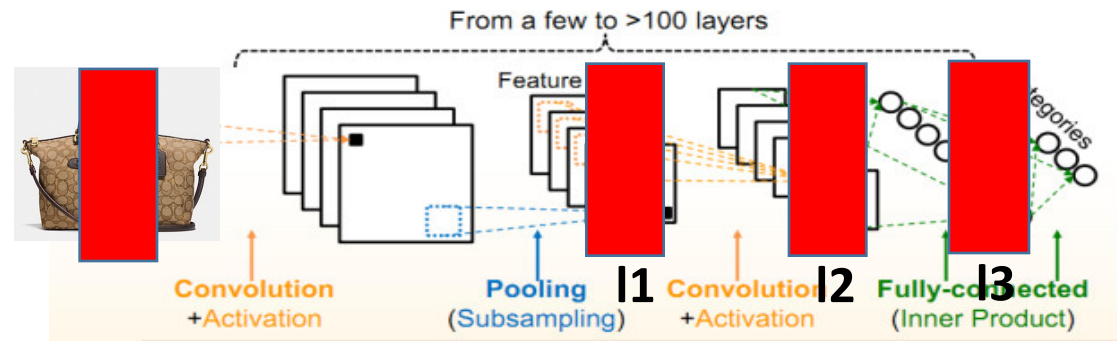 From a few to >100 layers
Feature
tegories
Convolution
+Activation
Pooling
(Subsampling)
l1
Convolution
+Activation
l2
Fully-connected
(Inner Product)
l3